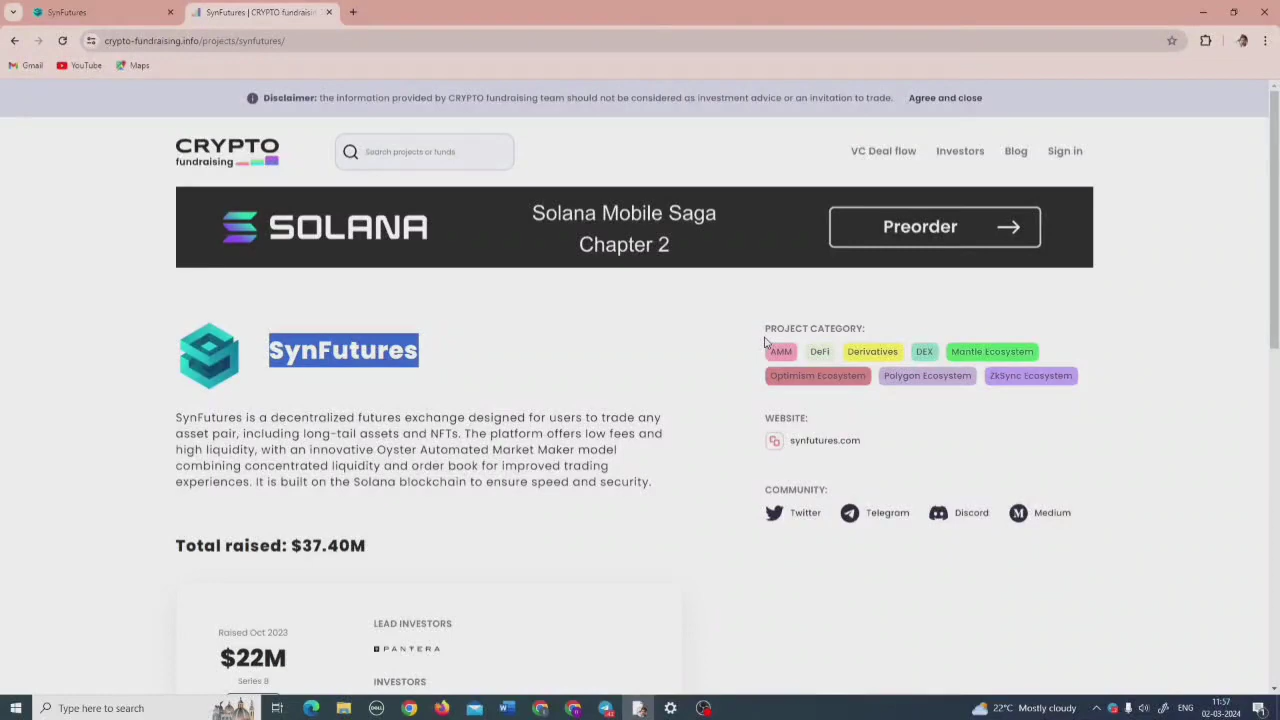 SynFutures
SynFutures | CRYPTO fundraisin
crypto-fundraising.info/projects/synfutures/
Gmail
YouTube
Maps
Disclaimer: the information provided by CRYPTO fundraising team should not be considered as investment advice or an invitation to trade.
Agree and close
CRYPTO
fundraising
Search projects or funds
VC Deal flow
Investors
Blog
Sign in
SOLANA
Solana Mobile Saga
Chapter 2
Preorder
SynFutures
SynFutures is a decentralized futures exchange designed for users to trade any
asset pair, including long-tail assets and NFTs. The platform offers low fees and
high liquidity, with an innovative Oyster Automated Market Maker model
combining concentrated liquidity and order book for improved trading
experiences. It is built on the Solana blockchain to ensure speed and security.
Total raised: $37.40M
PROJECT CATEGORY:
AMM
DeFi
Derivatives
DEX
Mantle Ecosystem
Optimism Ecosystem
Polygon Ecosystem
ZkSync Ecosystem
WEBSITE:
synfutures.com
COMMUNITY:
Twitter
Telegram
Discord
Medium
Raised Oct 2023
$22M
Series B
LEAD INVESTORS
PANTERA
INVESTORS
Type here to search
22°C Mostly cloudy
11:57
02-03-2024